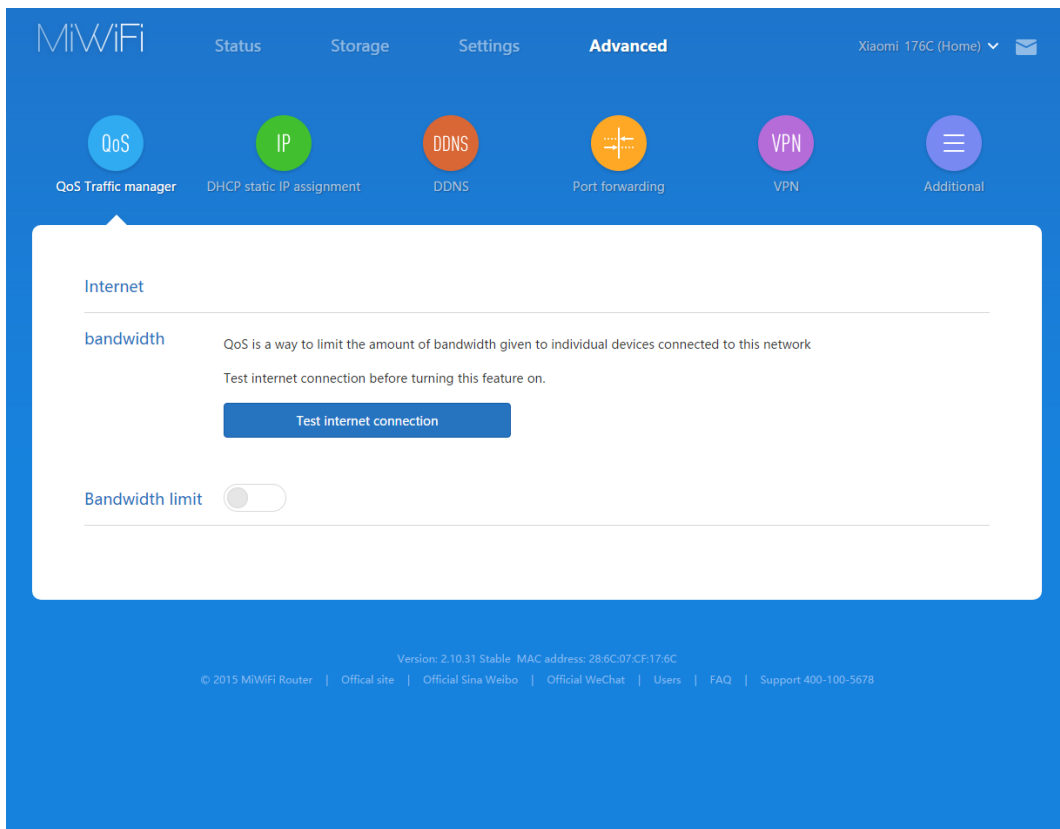 MiWiFi
Status Storage Settings Advanced Xiaomi 176C (Home)
QoS IP DDNS VPN
QoS Traffic manager DHCP static IP assignment DDNS Port forwarding VPN Additional
Internet
bandwidth
QoS is a way to limit the amount of bandwidth given to individual devices connected to this network
Test internet connection before turning this feature on.
Test internet connection
Bandwidth limit
Version: 2.10.31 Stable MAC address: 28:6C:07:CF:17:6C
© 2015 MiWiFi Router | Offical site | Official Sina Weibo | Official WeChat | Users | FAQ | Support 400-100-5678